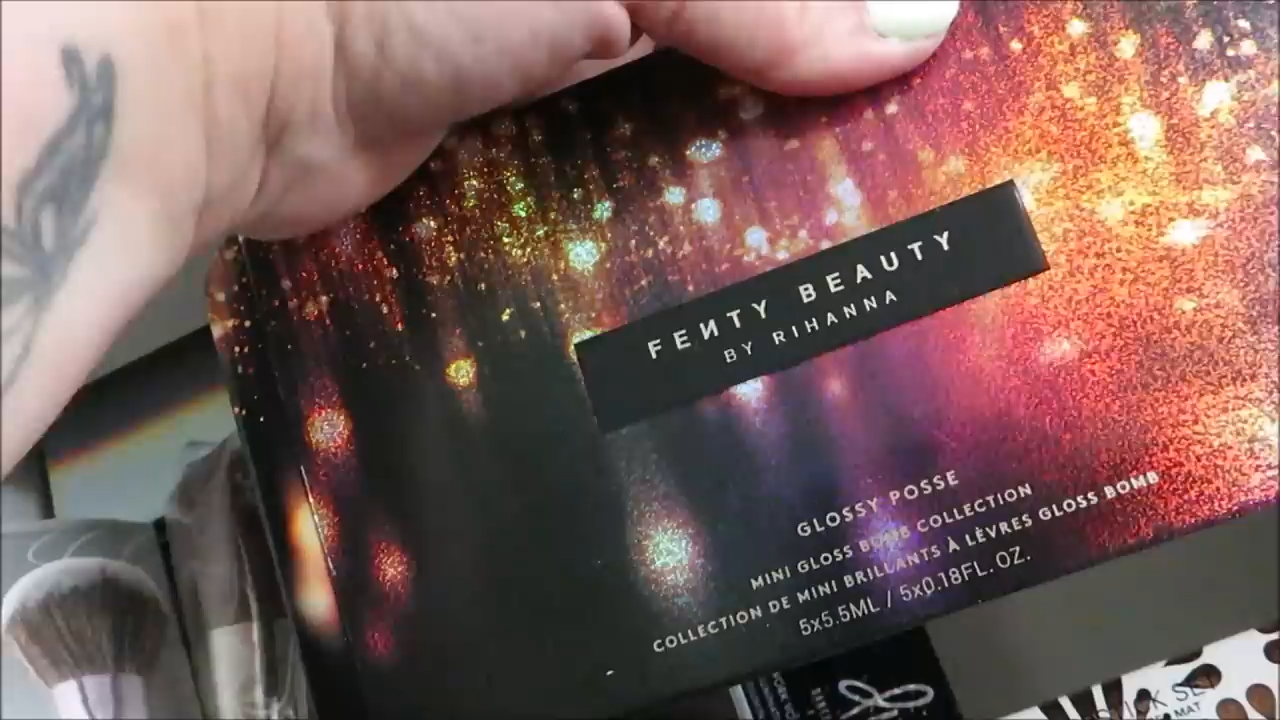 FEИTY BEAUTY
BY RIHANNA
GLOSSY POSSE
MINI GLOSS BOMB COLLECTION
COLLECTION DE MINI BRILLANTS À LÈVRES GLOSS BOMB
5x5.5ML / 5x0.18FL. OZ.